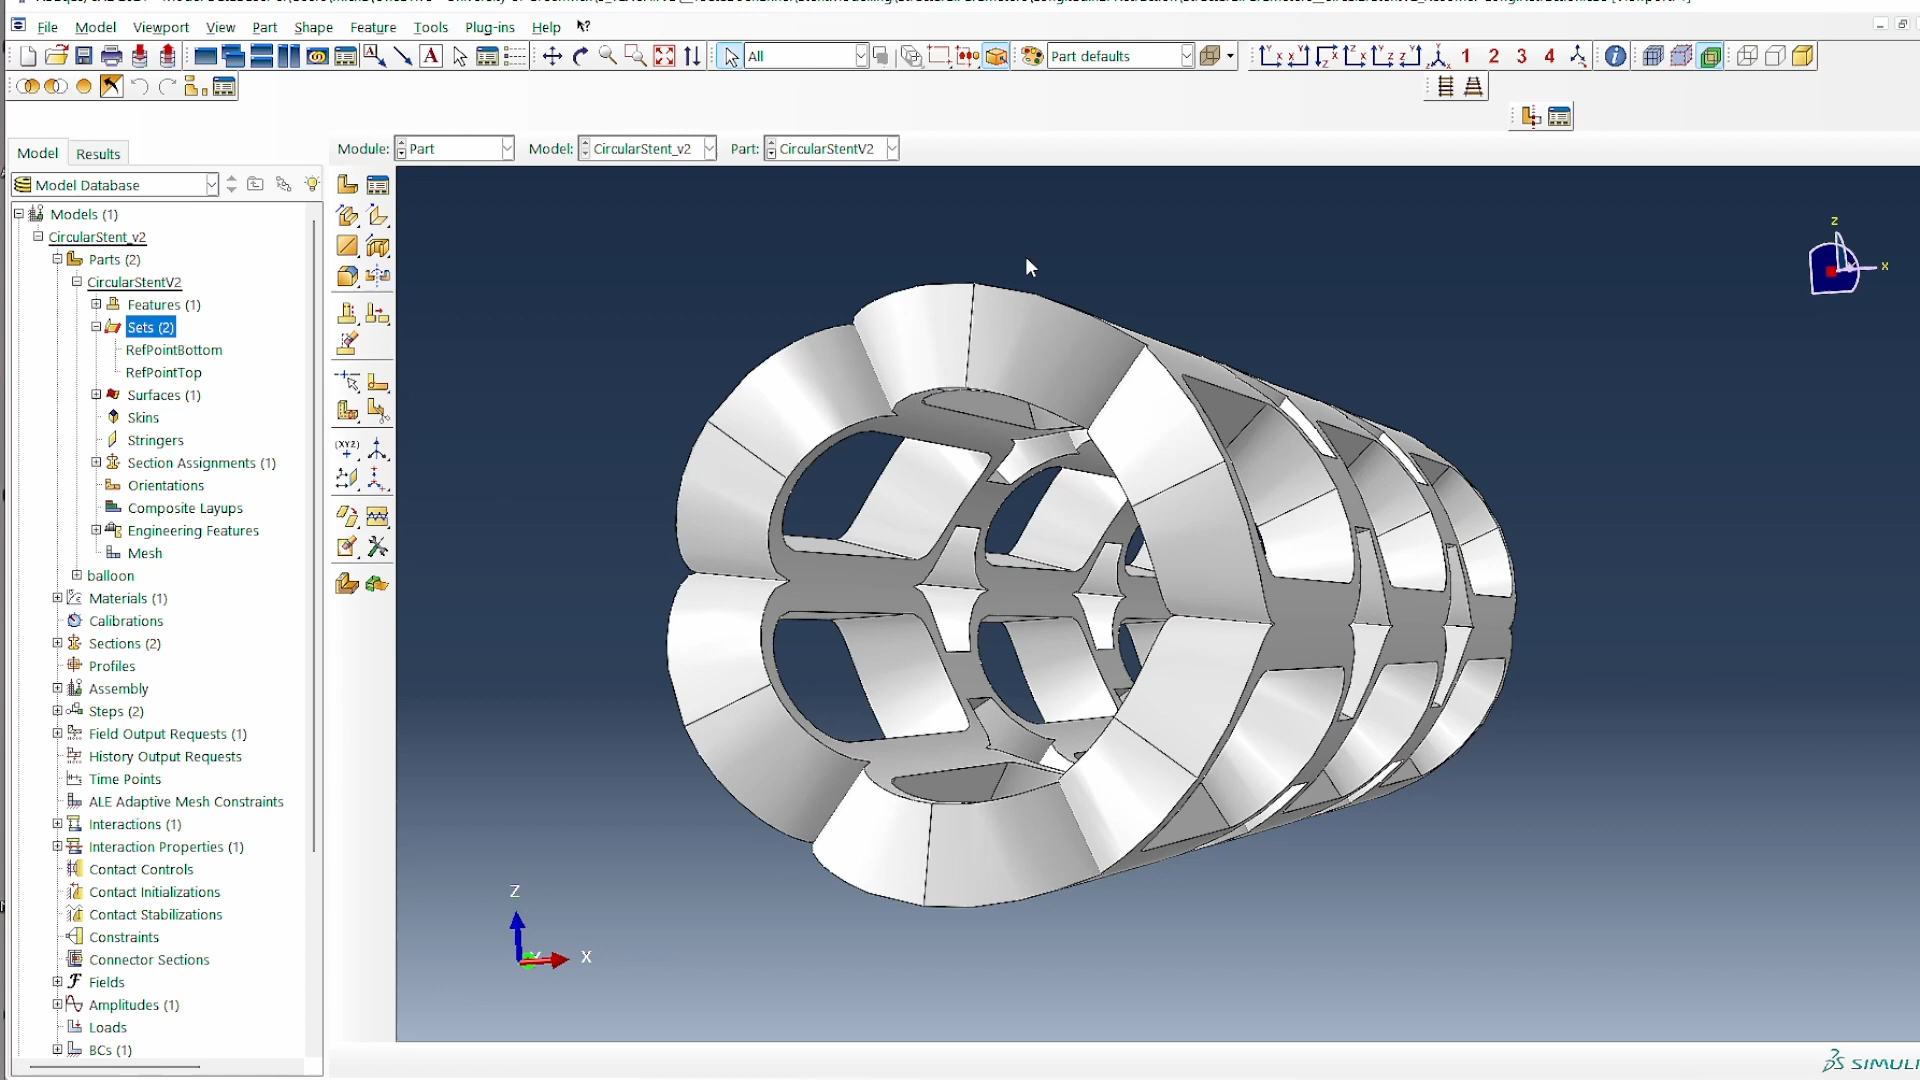 File Model Viewport View Part Shape Feature Tools Plug-ins Help
All Part defaults 1 2 3 4
Model Results
Module: Part Model: CircularStent_v2 Part: CircularStentV2
Model Database
Models (1)
CircularStent_v2
Parts (2)
CircularStentV2
Features (1)
Sets (2)
RefPointBottom
RefPointTop
Surfaces (1)
Skins
Stringers
Section Assignments (1)
Orientations
Composite Layups
Engineering Features
Mesh
balloon
Materials (1)
Calibrations
Sections (2)
Profiles
Assembly
Steps (2)
Field Output Requests (1)
History Output Requests
Time Points
ALE Adaptive Mesh Constraints
Interactions (1)
Interaction Properties (1)
Contact Controls
Contact Initializations
Contact Stabilizations
Constraints
Connector Sections
Fields
Amplitudes (1)
Loads
BCs (1)
(XYZ)
Z
X
Z
X
SIMULI